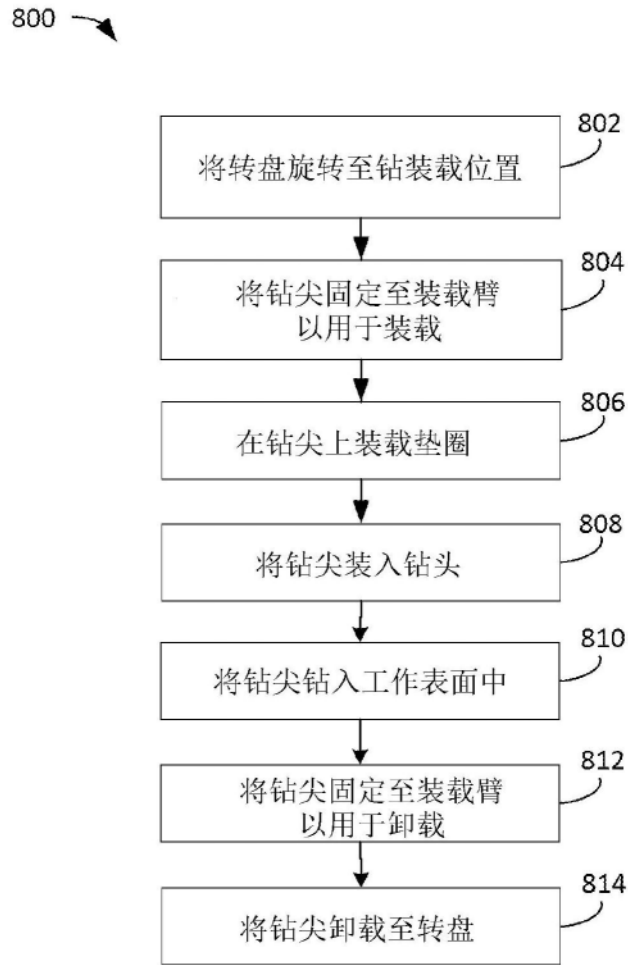 800
802
将转盘旋转至钻装载位置
804
将钻尖固定至装载臂
以用于装载
806
在钻尖上装载垫圈
808
将钻尖装入钻头
810
将钻尖钻入工作表面中
812
将钻尖固定至装载臂
以用于卸载
814
将钻尖卸载至转盘